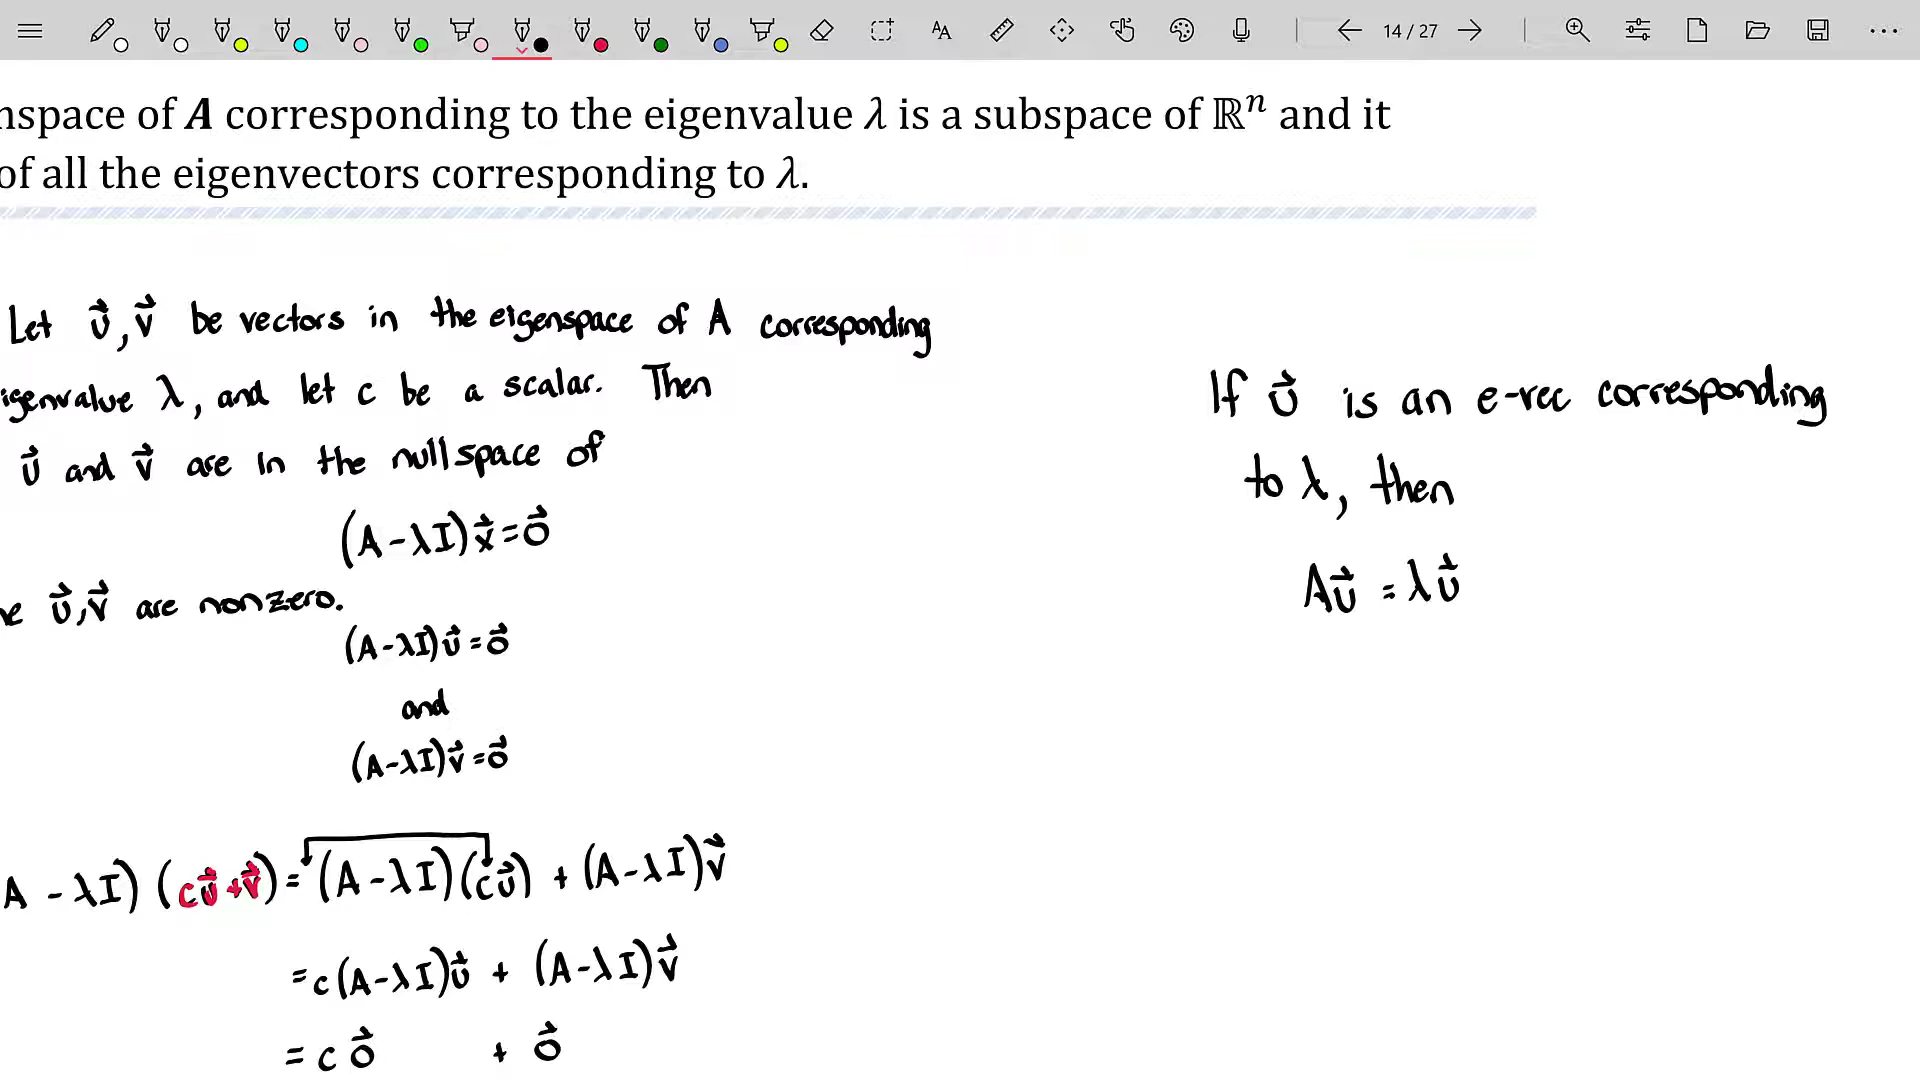 14 / 27
nspace of A corresponding to the eigenvalue λ is a subspace of ℝⁿ and it
of all the eigenvectors corresponding to λ.
Let u⃗, v⃗ be vectors in the eigenspace of A corresponding
igenvalue λ, and let c be a scalar. Then
u⃗ and v⃗ are in the nullspace of
(A - λI)x⃗ = 0⃗
me u⃗, v⃗ are nonzero.
(A - λI)u⃗ = 0⃗
and
(A - λI)v⃗ = 0⃗
A - λI) (cu⃗ + v⃗) = (A - λI)(cu⃗) + (A - λI)v⃗
= c(A - λI)u⃗ + (A - λI)v⃗
= c 0⃗ + 0⃗
If u⃗ is an e-vec corresponding
to λ, then
Au⃗ = λu⃗